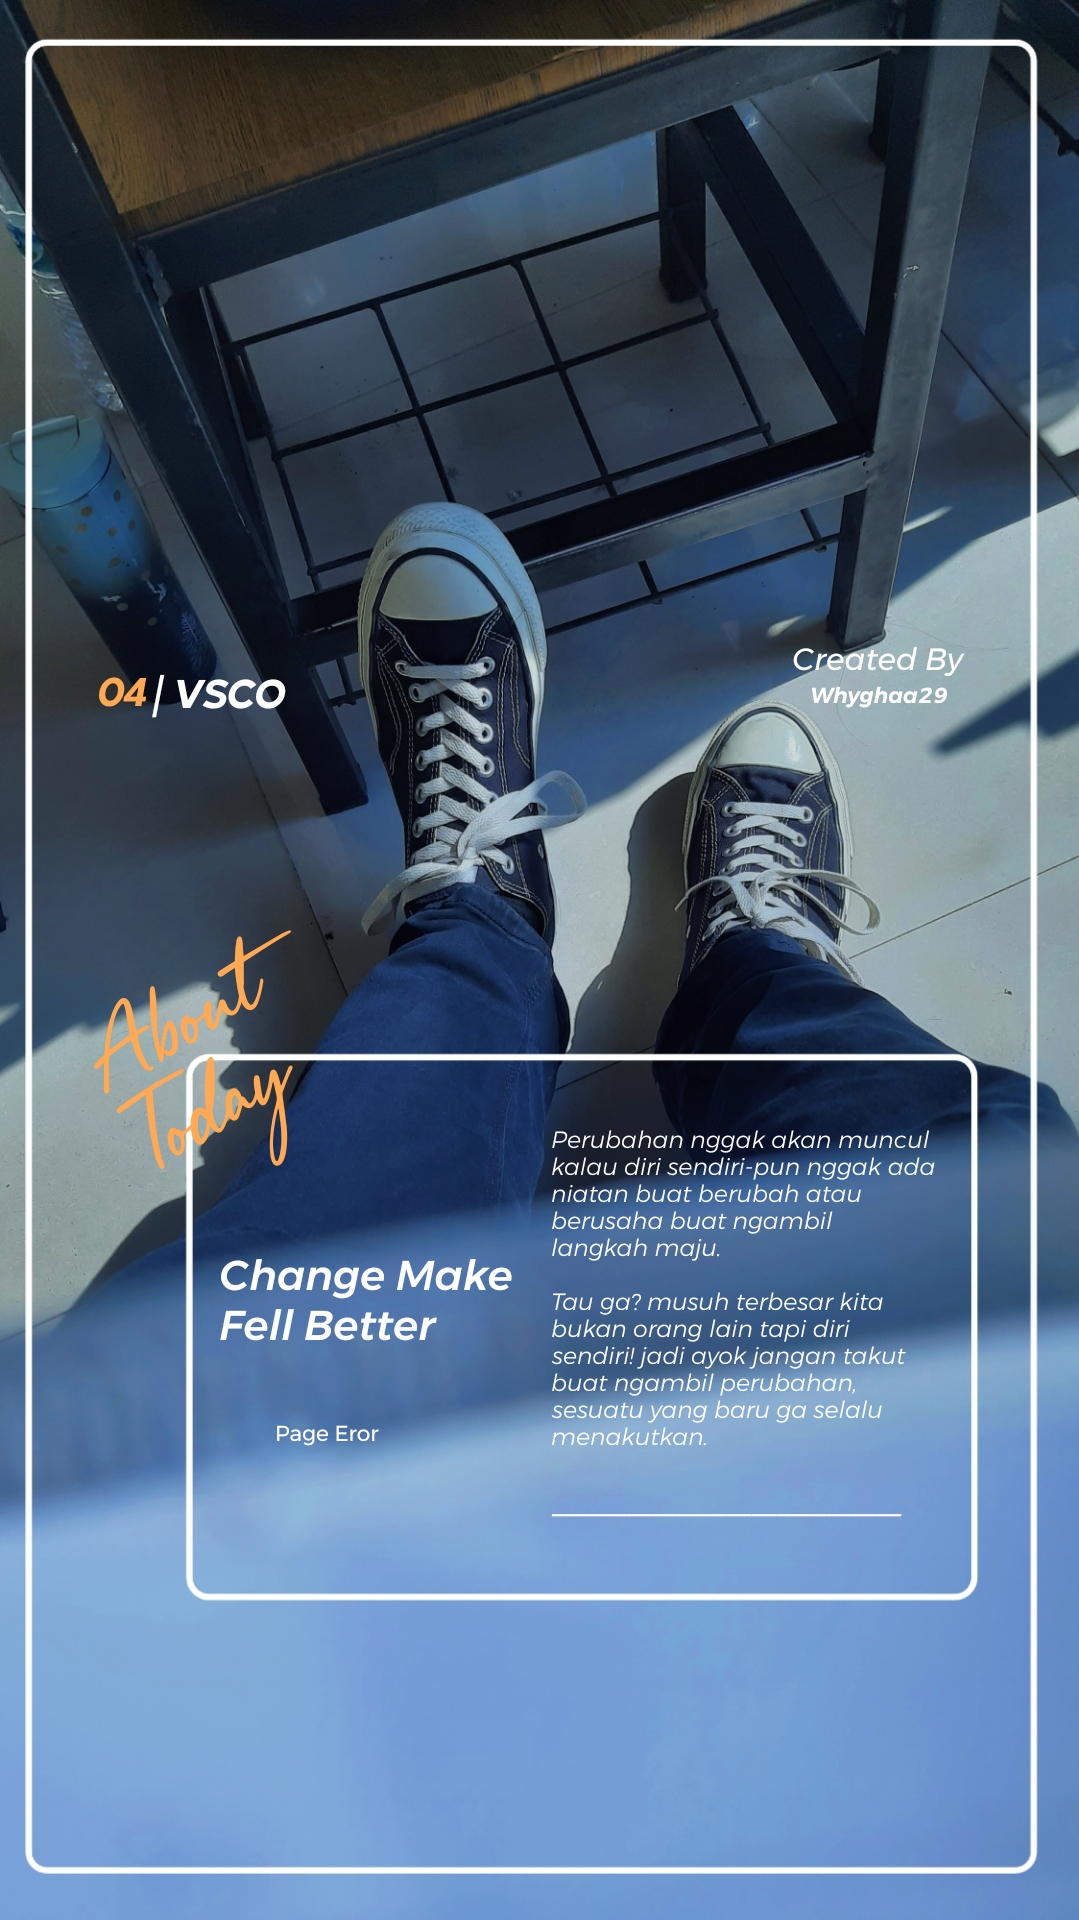 04| VSCO
Created By
Whyghaa29
About
Today
Change Make
Fell Better
Page Eror
Perubahan nggak akan muncul
kalau diri sendiri-pun nggak ada
niatan buat berubah atau
berusaha buat ngambil
langkah maju.
Tau ga? musuh terbesar kita
bukan orang lain tapi diri
sendiri! jadi ayok jangan takut
buat ngambil perubahan,
sesuatu yang baru ga selalu
menakutkan.